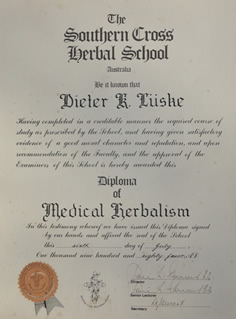 The
Southern Cross
Herbal School
Australia
Be it known that
Dieter K. Lüske
Having completed in a creditable manner the required course of
study as prescribed by the School, and having given satisfactory
evidence of a good moral character and reputation, and upon
recommendation of the Faculty, and the approval of the
Examiners of this School is hereby awarded this
Diploma
of
Medical Herbalism
In this testimony whereof we have issued this Diploma signed
by our hands and affixed the seal of the School
this day of
One thousand nine hundred and eighty
Director
Senior Lecturer
Secretary